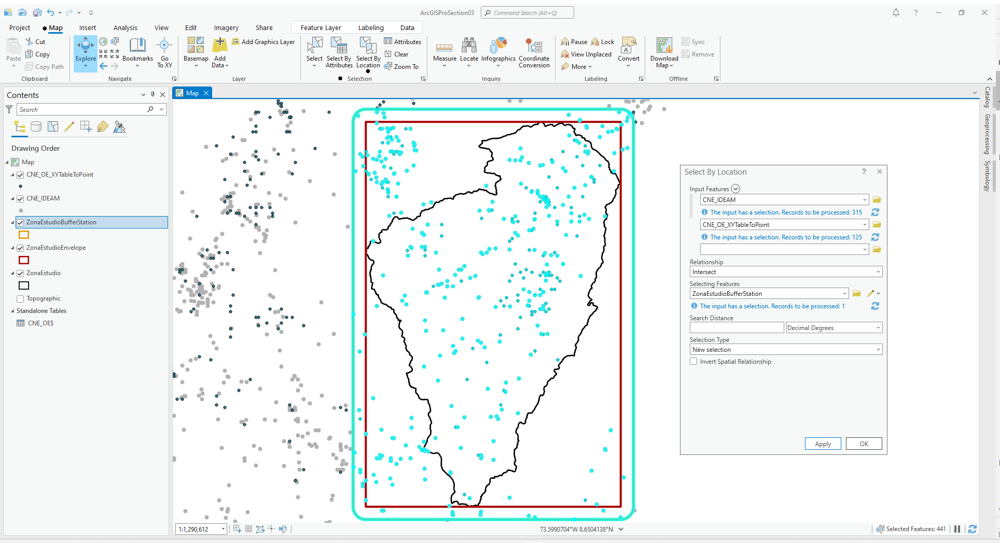 ArcGISProSection03
Command Search (Alt+Q)
?
Project
Map
Insert
Analysis
View
Edit
Imagery
Share
Feature Layer
Labeling
Data
Paste
Cut
Copy
Copy Path
Clipboard
Explore
Bookmarks
Go
To XY
Navigate
Basemap
Add
Data
Add Graphics Layer
Layer
Select
Select By
Attributes
Select By
Location
Attributes
Clear
Zoom To
Selection
Measure
Locate
Infographics
Coordinate
Conversion
Inquiry
Pause
Lock
View Unplaced
More
Convert
Labeling
Download
Map
Sync
Remove
Offline
Contents
Search
Drawing Order
Map
CNE_OE_XYTableToPoint
CNE_IDEAM
ZonaEstudioBufferStation
ZonaEstudioEnvelope
ZonaEstudio
Topographic
Standalone Tables
CNE_OE$
Map
Select By Location
?
Input Features
CNE_IDEAM
The input has a selection. Records to be processed: 315
CNE_OE_XYTableToPoint
The input has a selection. Records to be processed: 125
Relationship
Intersect
Selecting Features
ZonaEstudioBufferStation
The input has a selection. Records to be processed: 1
Search Distance
Decimal Degrees
Selection Type
New selection
Invert Spatial Relationship
Apply
OK
Catalog
Geoprocessing
Symbology
1:1,290,612
73.5990704°W 8.6504138°N
Selected Features: 441